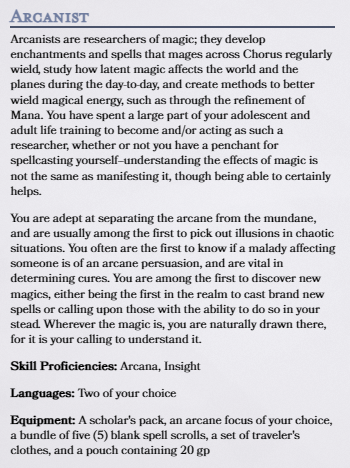 ARCANIST
Arcanists are researchers of magic; they develop
enchantments and spells that mages across Chorus regularly
wield, study how latent magic affects the world and the
planes during the day-to-day, and create methods to better
wield magical energy, such as through the refinement of
Mana. You have spent a large part of your adolescent and
adult life training to become and/or acting as such a
researcher, whether or not you have a penchant for
spellcasting yourself–understanding the effects of magic is
not the same as manifesting it, though being able to certainly
helps.
You are adept at separating the arcane from the mundane,
and are usually among the first to pick out illusions in chaotic
situations. You often are the first to know if a malady affecting
someone is of an arcane persuasion, and are vital in
determining cures. You are among the first to discover new
magics, either being the first in the realm to cast brand new
spells or calling upon those with the ability to do so in your
stead. Wherever the magic is, you are naturally drawn there,
for it is your calling to understand it.
Skill Proficiencies: Arcana, Insight
Languages: Two of your choice
Equipment: A scholar's pack, an arcane focus of your choice,
a bundle of five (5) blank spell scrolls, a set of traveler's
clothes, and a pouch containing 20 gp